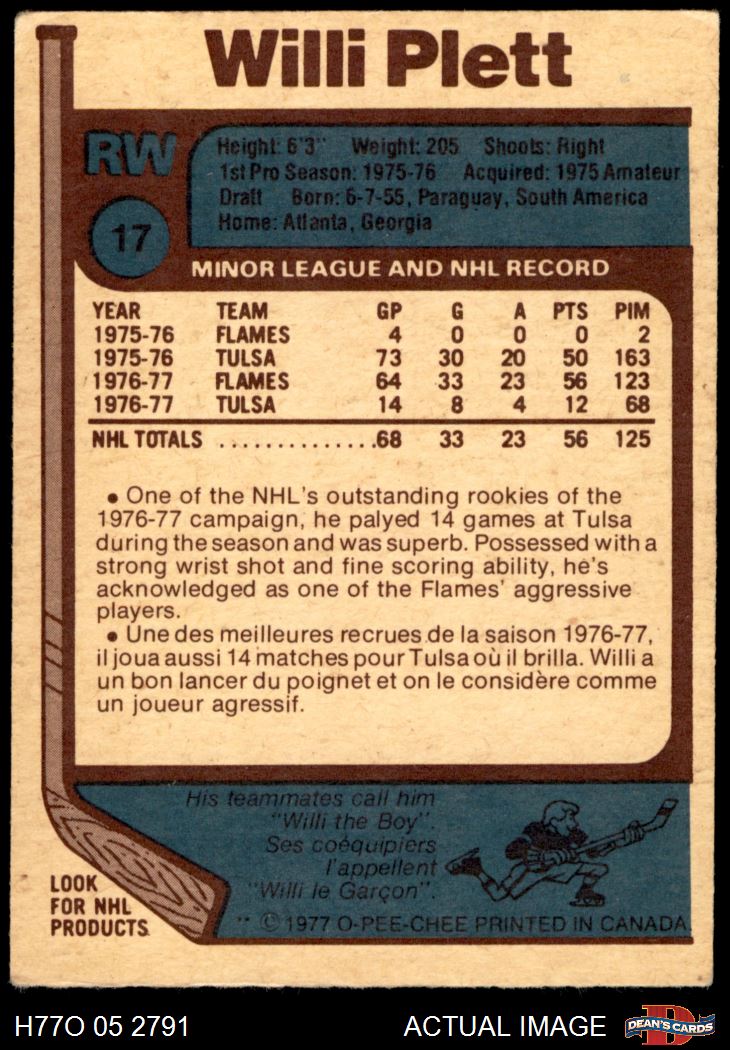 Willi Plett
RW
Height: 6'3" Weight: 205 Shoots: Right
1st Pro Season: 1975-76 Acquired: 1975 Amateur
Draft Born: 6-7-55, Paraguay, South America
Home: Atlanta, Georgia
17
MINOR LEAGUE AND NHL RECORD
YEAR TEAM GP G A PTS PIM
1975-76 FLAMES 4 0 0 0 2
1975-76 TULSA 73 30 20 50 163
1976-77 FLAMES 64 33 23 56 123
1976-77 TULSA 14 8 4 12 68
NHL TOTALS ..............68 33 23 56 125
• One of the NHL's outstanding rookies of the
1976-77 campaign, he palyed 14 games at Tulsa
during the season and was superb. Possessed with a
strong wrist shot and fine scoring ability, he's
acknowledged as one of the Flames' aggressive
players.
• Une des meilleures recrues de la saison 1976-77,
il joua aussi 14 matches pour Tulsa où il brilla. Willi a
un bon lancer du poignet et on le considère comme
un joueur agressif.
His teammates call him
"Willi the Boy".
Ses coéquipiers
l'appellent
"Willi le Garçon".
** © 1977 O-PEE-CHEE PRINTED IN CANADA
LOOK
FOR NHL
PRODUCTS
H77O 05 2791
ACTUAL IMAGE
D
DEAN'S CARDS